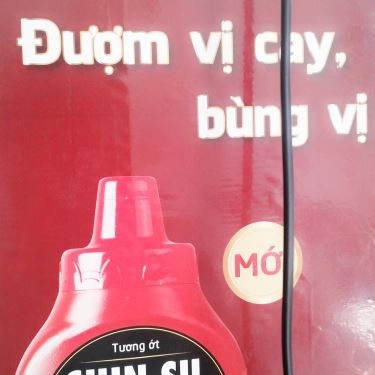 Đượm vị cay,
bùng vị
MỚ
Tương ớt
CHIN SU